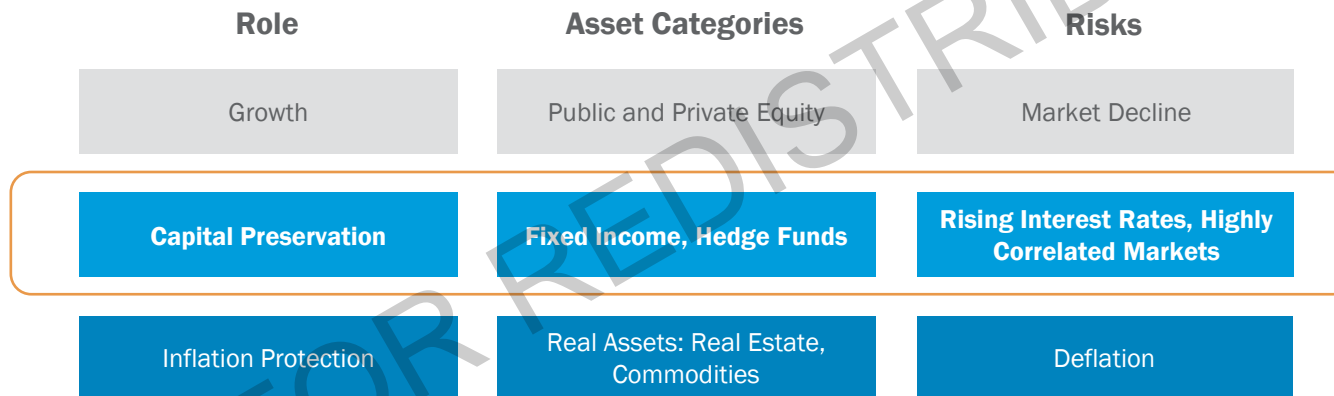 Role Asset Categories Risks
Growth Public and Private Equity Market Decline
Capital Preservation Fixed Income, Hedge Funds Rising Interest Rates, Highly
Correlated Markets
Inflation Protection Real Assets: Real Estate,
Commodities Deflation
FOR REDISTRI